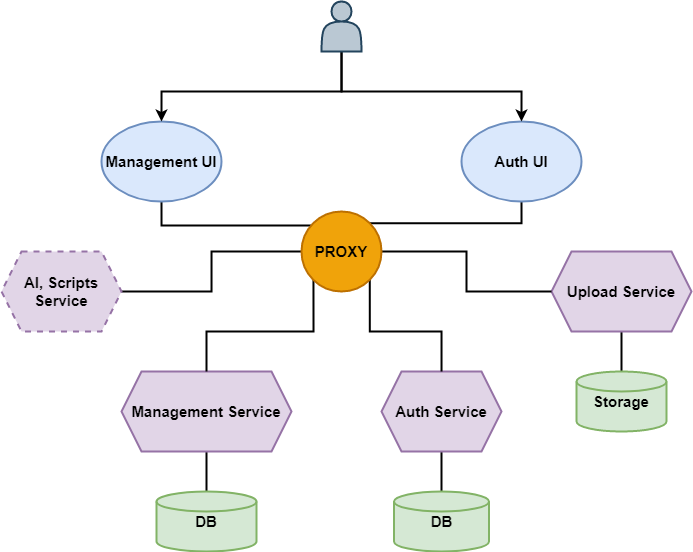 Management UI
Auth UI
PROXY
AI, Scripts
Service
Upload Service
Management Service
Auth Service
Storage
DB
DB